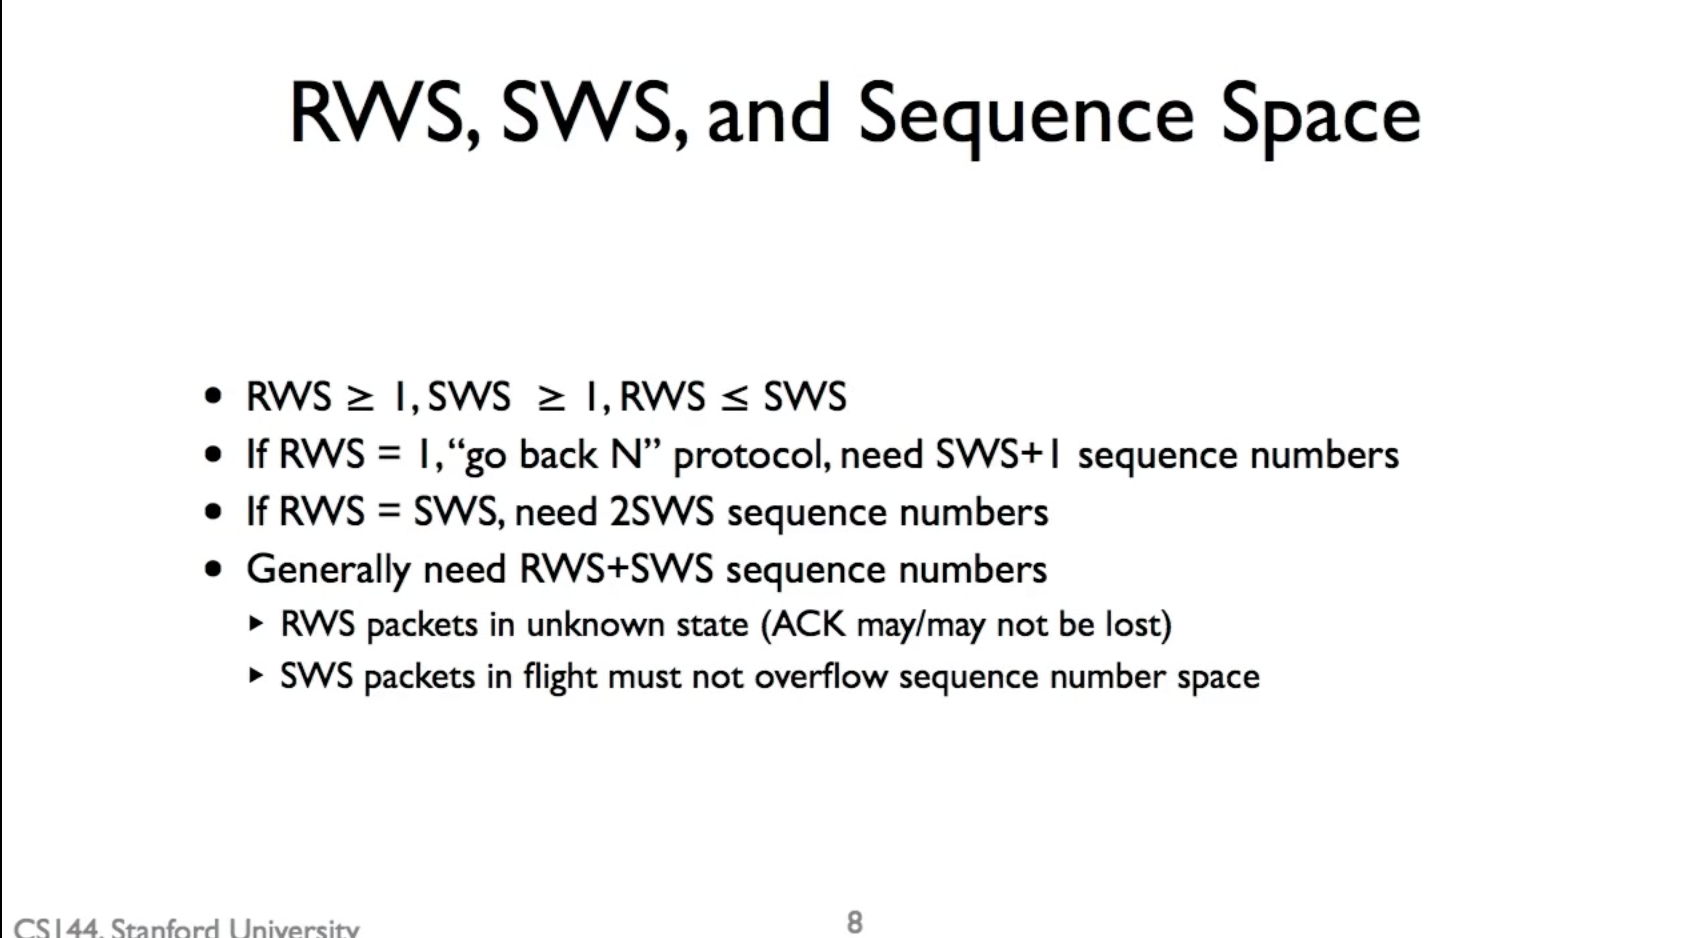 RWS, SWS, and Sequence Space
• RWS ≥ 1, SWS ≥ 1, RWS ≤ SWS
• If RWS = 1, “go back N” protocol, need SWS+1 sequence numbers
• If RWS = SWS, need 2SWS sequence numbers
• Generally need RWS+SWS sequence numbers
▸ RWS packets in unknown state (ACK may/may not be lost)
▸ SWS packets in flight must not overflow sequence number space
CS144, Stanford University
8